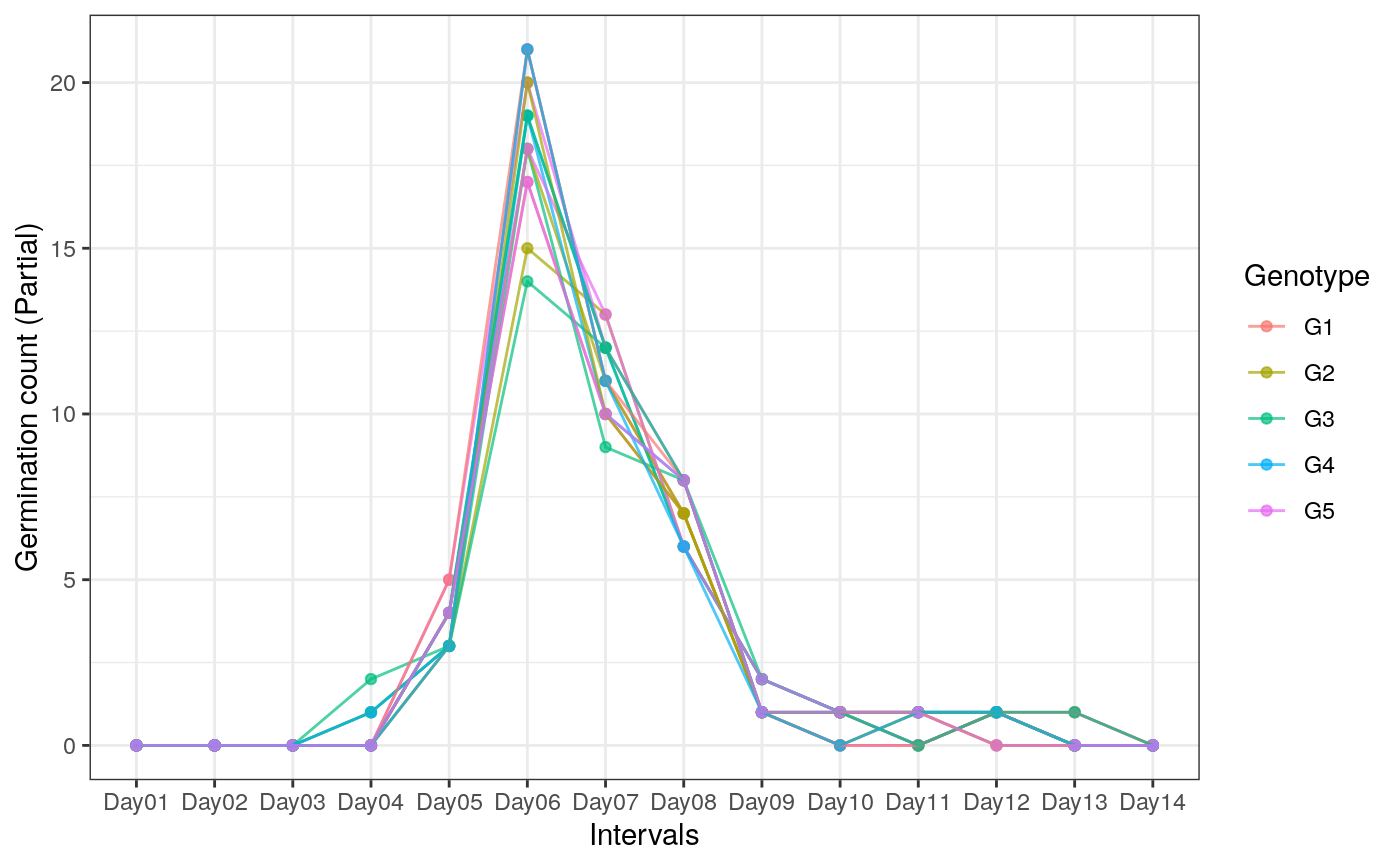 20
15
10
5
0
Germination count (Partial)
Day01 Day02 Day03 Day04 Day05 Day06 Day07 Day08 Day09 Day10 Day11 Day12 Day13 Day14
Intervals
Genotype
G1
G2
G3
G4
G5